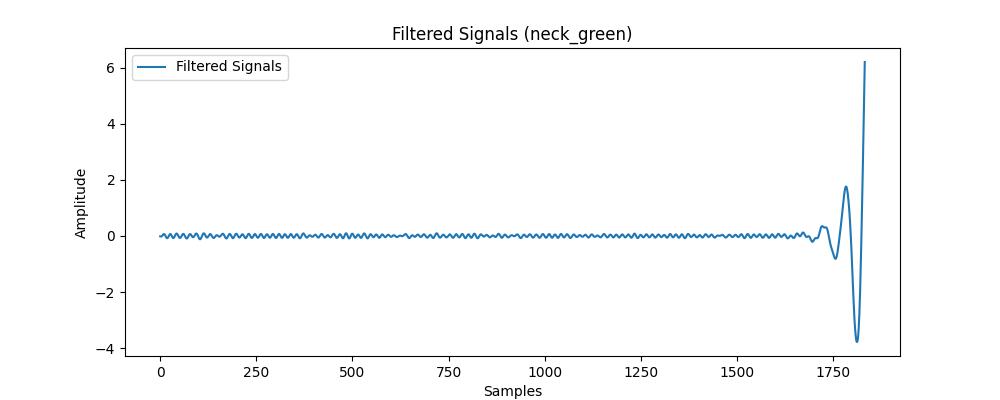 Filtered Signals (neck_green)
Filtered Signals
6
4
2
0
−2
−4
Amplitude
0 250 500 750 1000 1250 1500 1750
Samples